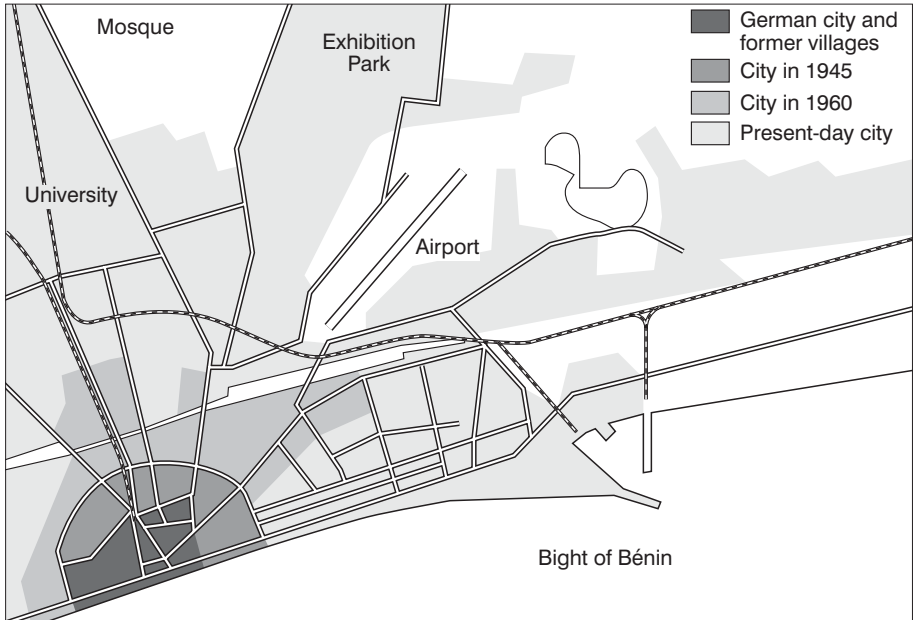 Mosque
Exhibition
Park
University
Airport
Bight of Bénin
German city and
former villages
City in 1945
City in 1960
Present-day city